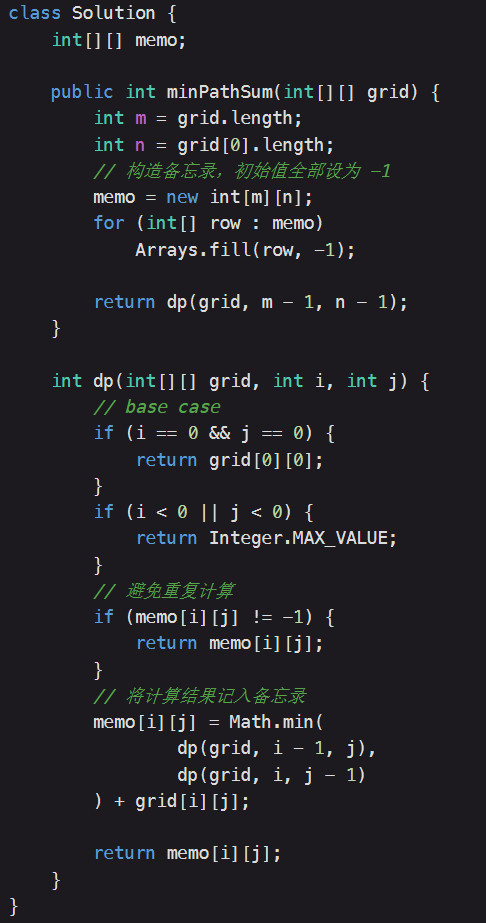 class Solution {
    int[][] memo;

    public int minPathSum(int[][] grid) {
        int m = grid.length;
        int n = grid[0].length;
        // 构造备忘录，初始值全部设为 -1
        memo = new int[m][n];
        for (int[] row : memo)
            Arrays.fill(row, -1);

        return dp(grid, m - 1, n - 1);
    }

    int dp(int[][] grid, int i, int j) {
        // base case
        if (i == 0 && j == 0) {
            return grid[0][0];
        }
        if (i < 0 || j < 0) {
            return Integer.MAX_VALUE;
        }
        // 避免重复计算
        if (memo[i][j] != -1) {
            return memo[i][j];
        }
        // 将计算结果记入备忘录
        memo[i][j] = Math.min(
                dp(grid, i - 1, j),
                dp(grid, i, j - 1)
        ) + grid[i][j];

        return memo[i][j];
    }
}